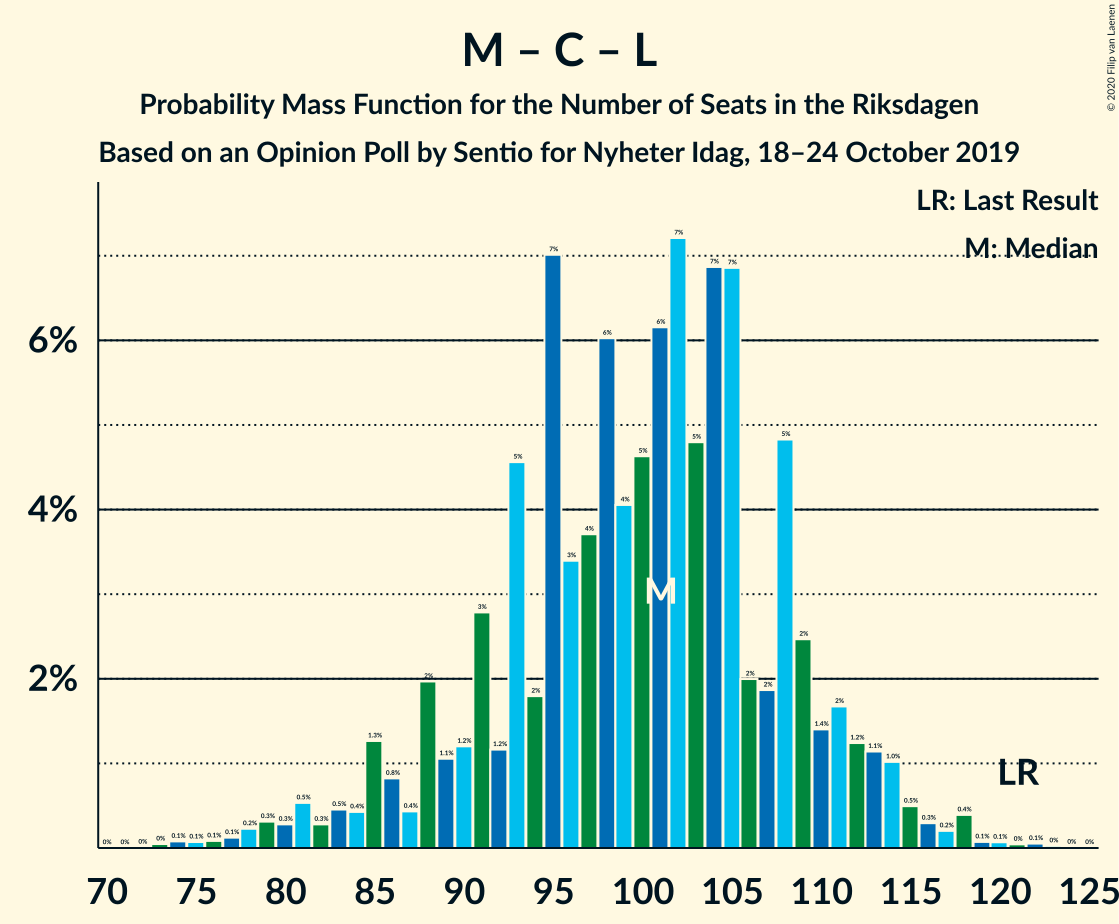 M – C – L
Probability Mass Function for the Number of Seats in the Riksdagen
Based on an Opinion Poll by Sentio for Nyheter Idag, 18–24 October 2019
© 2020 Filip van Laenen
LR: Last Result
M: Median
6%
4%
2%
0% 0% 0% 0% 0.1% 0.1% 0.1% 0.1% 0.2% 0.3% 0.3% 0.5% 0.3% 0.5% 0.4% 1.3% 0.8% 0.4% 2% 1.1% 1.2% 3% 1.2% 5% 2% 7% 3% 4% 6% 4% 5% 6% 7% 5% 7% 7% 2% 2% 5% 2% 1.4% 2% 1.2% 1.1% 1.0% 0.5% 0.3% 0.2% 0.4% 0.1% 0.1% 0% 0.1% 0% 0% 0%
M
LR
70 75 80 85 90 95 100 105 110 115 120 125